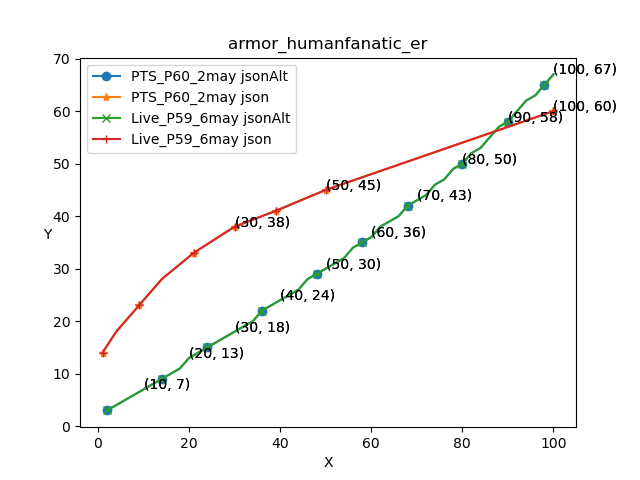 armor_humanfanatic_er
PTS_P60_2may jsonAlt
PTS_P60_2may json
Live_P59_6may jsonAlt
Live_P59_6may json
(100, 67)
(100, 60)
(90, 58)
(80, 50)
(50, 45)
(70, 43)
(30, 38)
(60, 36)
(50, 30)
(40, 24)
(30, 18)
(20, 13)
(10, 7)
Y
70
60
50
40
30
20
10
0
0 20 40 60 80 100
X